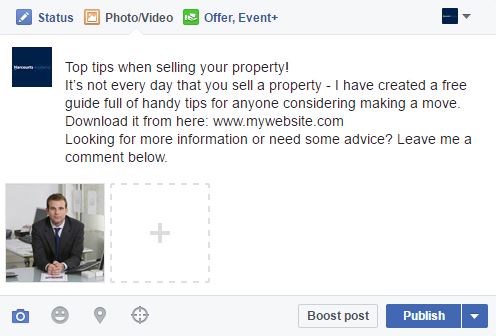 Status Photo/Video Offer, Event+
Harcourts
Top tips when selling your property!
It's not every day that you sell a property - I have created a free
guide full of handy tips for anyone considering making a move.
Download it from here: www.mywebsite.com
Looking for more information or need some advice? Leave me a
comment below.
Boost post Publish